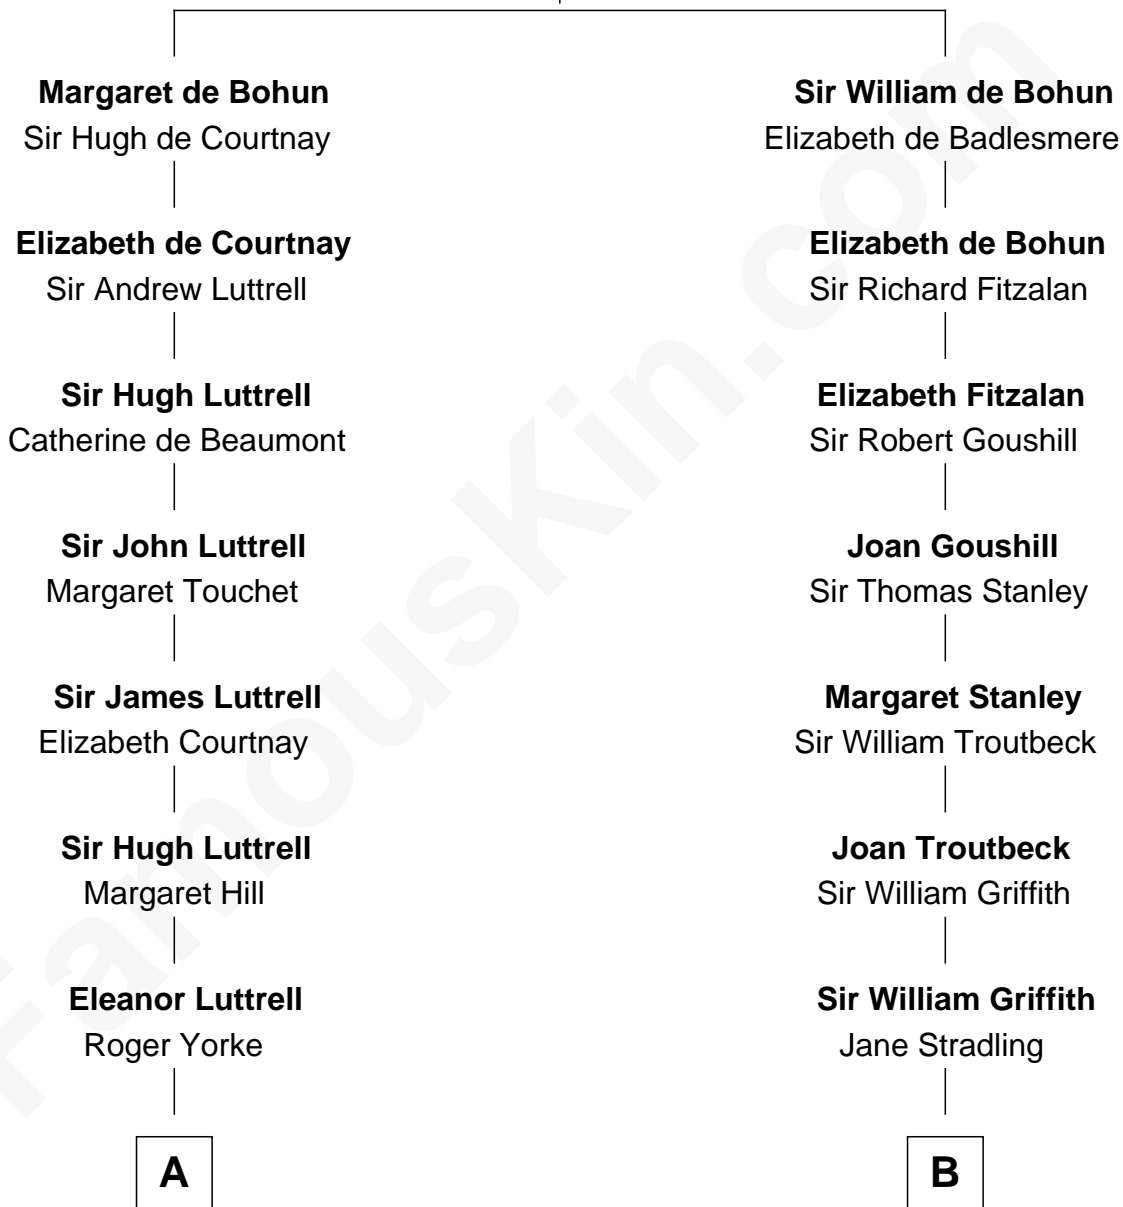 Margaret de Bohun
Sir Hugh de Courtnay
Elizabeth de Courtnay
Sir Andrew Luttrell
Sir Hugh Luttrell
Catherine de Beaumont
Sir John Luttrell
Margaret Touchet
Sir James Luttrell
Elizabeth Courtnay
Sir Hugh Luttrell
Margaret Hill
Eleanor Luttrell
Roger Yorke
A
Sir William de Bohun
Elizabeth de Badlesmere
Elizabeth de Bohun
Sir Richard Fitzalan
Elizabeth Fitzalan
Sir Robert Goushill
Joan Goushill
Sir Thomas Stanley
Margaret Stanley
Sir William Troutbeck
Joan Troutbeck
Sir William Griffith
Sir William Griffith
Jane Stradling
B
FamousKin.com